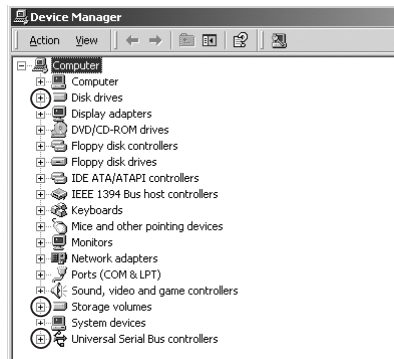 Device Manager
Action View
Computer
Computer
Disk drives
Display adapters
DVD/CD-ROM drives
Floppy disk controllers
Floppy disk drives
IDE ATA/ATAPI controllers
IEEE 1394 Bus host controllers
Keyboards
Mice and other pointing devices
Monitors
Network adapters
Ports (COM & LPT)
Sound, video and game controllers
Storage volumes
System devices
Universal Serial Bus controllers